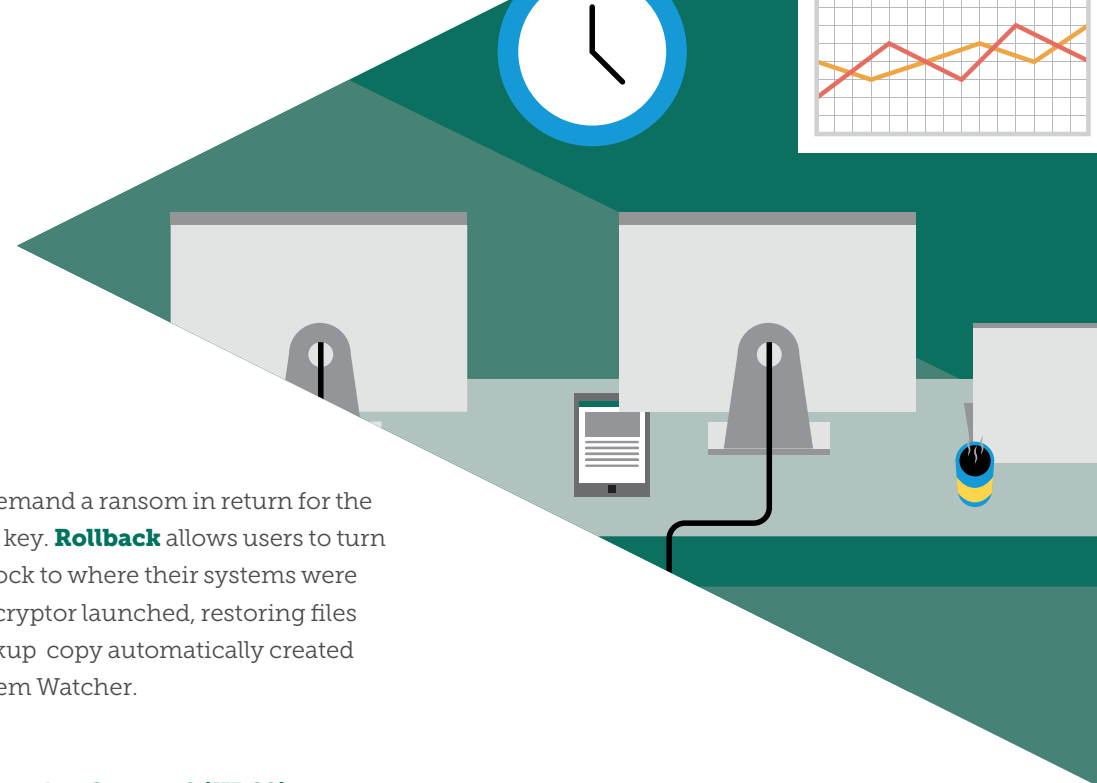 emand a ransom in return for the
key. Rollback allows users to turn
ock to where their systems were
cryptor launched, restoring files
kup copy automatically created
em Watcher.